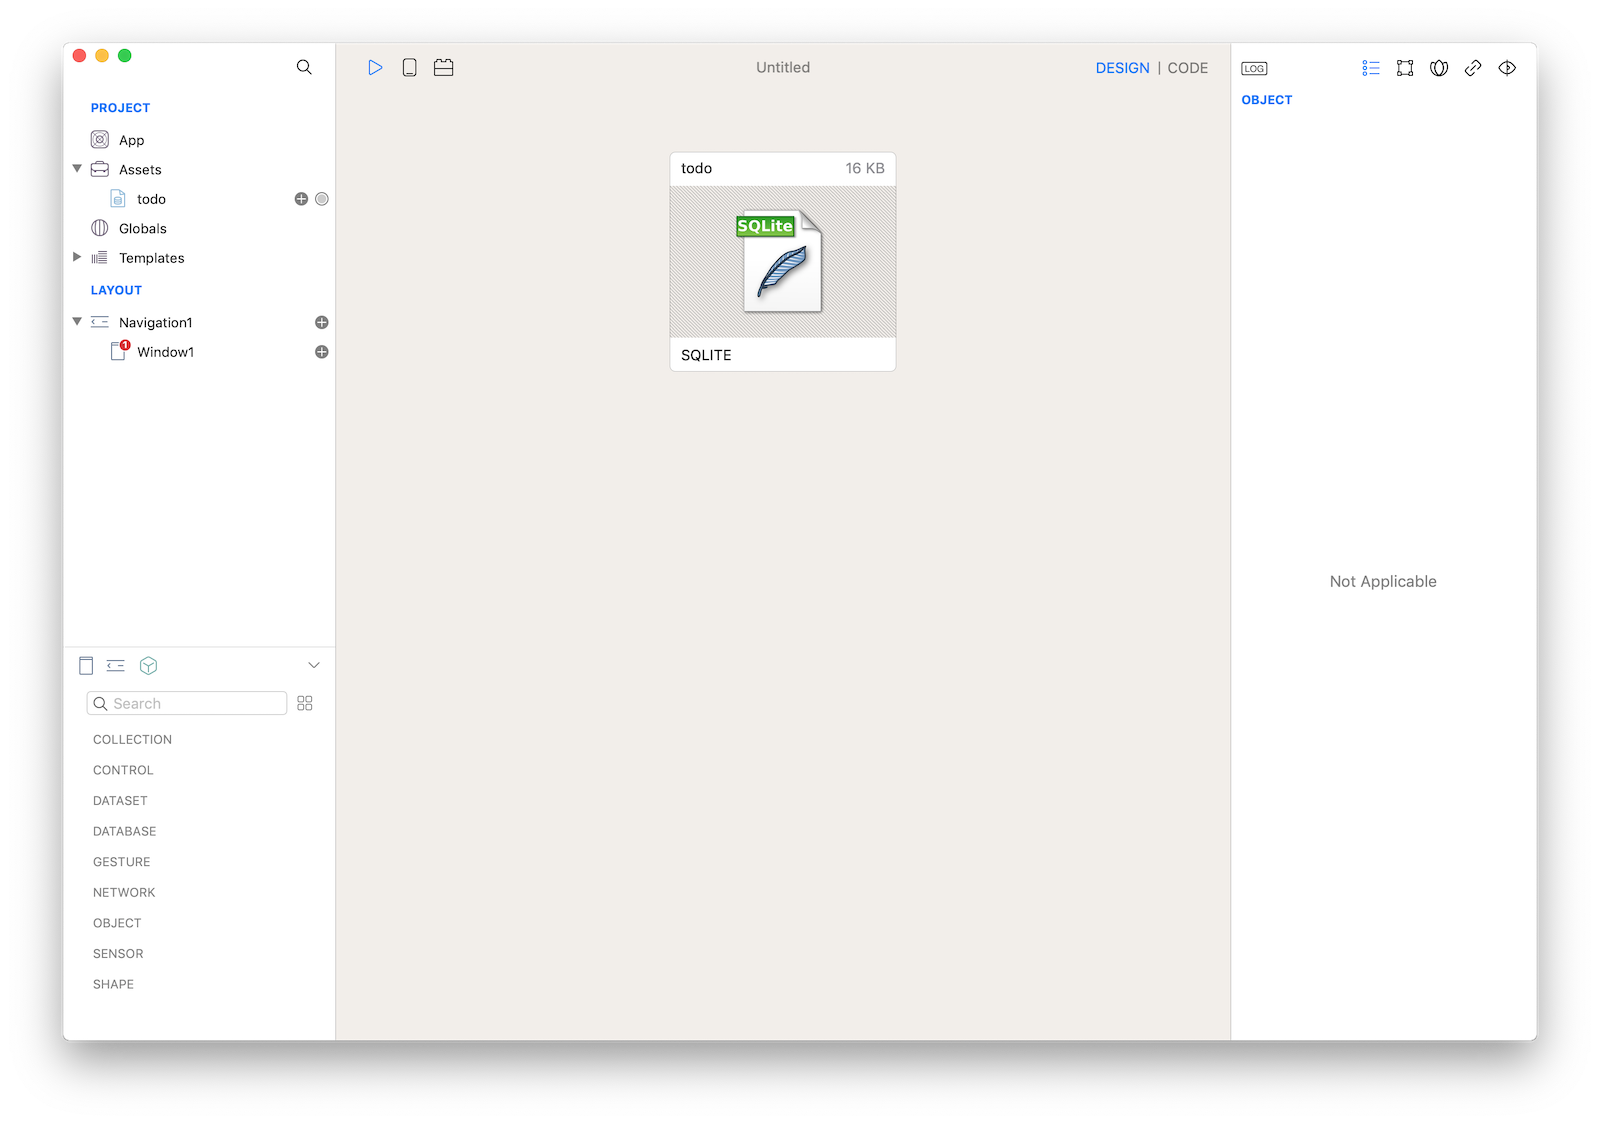 PROJECT
App
Assets
todo
Globals
Templates
LAYOUT
Navigation1
1
Window1
Search
COLLECTION
CONTROL
DATASET
DATABASE
GESTURE
NETWORK
OBJECT
SENSOR
SHAPE
Untitled
DESIGN | CODE
todo 16 KB
SQLite
SQLITE
LOG
OBJECT
Not Applicable